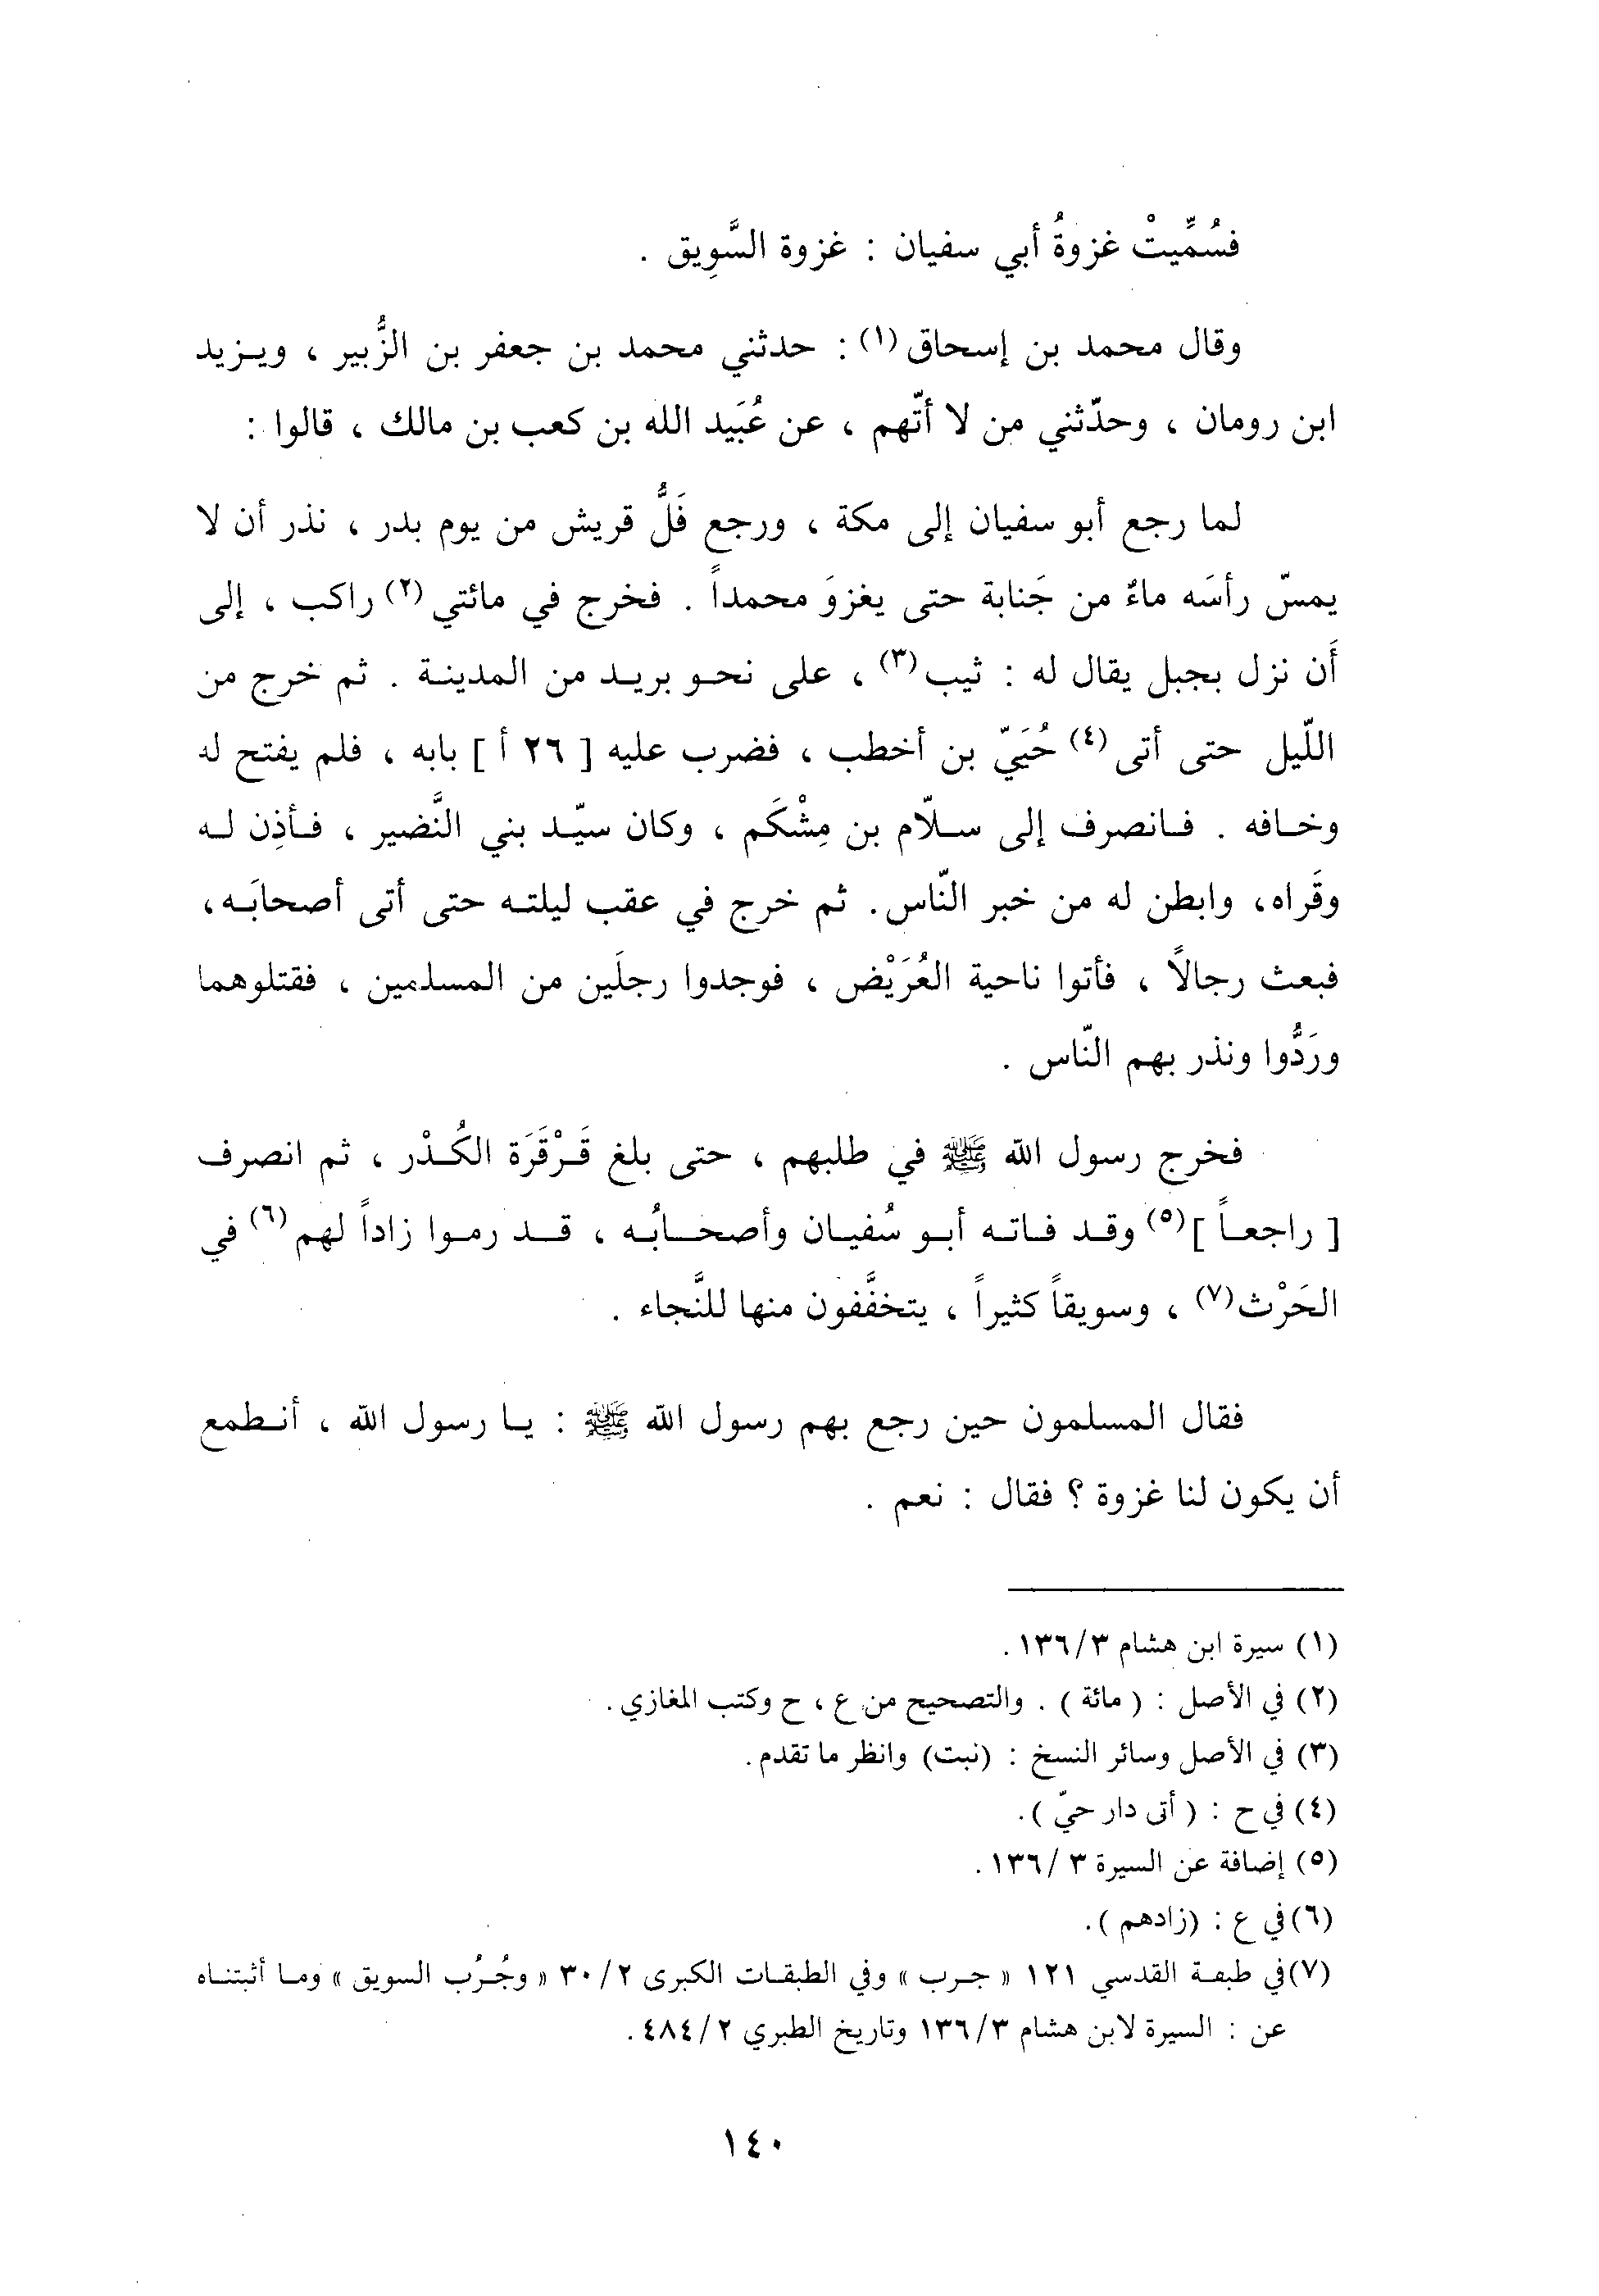 فسُمِّيتْ غزوةُ أبي سفيان : غزوة السَّوِيق .
وقال محمد بن إسحاق(١) : حدثني محمد بن جعفر بن الزُّبير ، ويزيد
ابن رومان ، وحدّثني من لا أتّهم ، عن عُبَيد الله بن كعب بن مالك ، قالوا :
لما رجع أبو سفيان إلى مكة ، ورجع فَلُّ قريش من يوم بدر ، نذر أن لا
يمسّ رأسَه ماءٌ من جَنابة حتى يغزوَ محمداً . فخرج في مائتي(٢) راكب ، إلى
أَن نزل بجبل يقال له : ثيب(٣) ، على نحو بريد من المدينة . ثم خرج من
اللّيل حتى أتى(٤) حُيَيّ بن أخطب ، فضرب عليه [ ٢٦ أ ] بابه ، فلم يفتح له
وخافه . فانصرف إلى سلّام بن مِشْكَم ، وكان سيّد بني النَّضير ، فأذِن له
وقَراه، وابطن له من خبر النّاس. ثم خرج في عقب ليلته حتى أتى أصحابَه،
فبعث رجالاً ، فأتوا ناحية العُرَيْض ، فوجدوا رجلَين من المسلمين ، فقتلوهما
ورَدُّوا ونذر بهم النّاس .
فخرج رسول الله ﷺ في طلبهم ، حتى بلغ قَرْقَرَة الكُدْر ، ثم انصرف
[ راجعاً ](٥) وقد فاته أبو سُفيان وأصحابُه ، قد رموا زاداً لهم(٦) في
الحَرْث(٧) ، وسويقاً كثيراً ، يتخفَّفون منها للنَّجاء .
فقال المسلمون حين رجع بهم رسول الله ﷺ : يا رسول الله ، أنطمع
أن يكون لنا غزوة ؟ فقال : نعم .
(١) سيرة ابن هشام ١٣٦/٣ .
(٢) في الأصل : ( مائة ) . والتصحيح من ع ، ح وكتب المغازي .
(٣) في الأصل وسائر النسخ : (نبت) وانظر ما تقدم .
(٤) في ح : ( أتى دار حيّ ) .
(٥) إضافة عن السيرة ٣ /١٣٦ .
(٦) في ع : (زادهم ) .
(٧) في طبعة القدسي ١٢١ « جرب » وفي الطبقات الكبرى ٣٠/٢ « وجُرُب السويق » وما أثبتناه
عن : السيرة لابن هشام ١٣٦/٣ وتاريخ الطبري ٤٨٤/٢ .
١٤٠